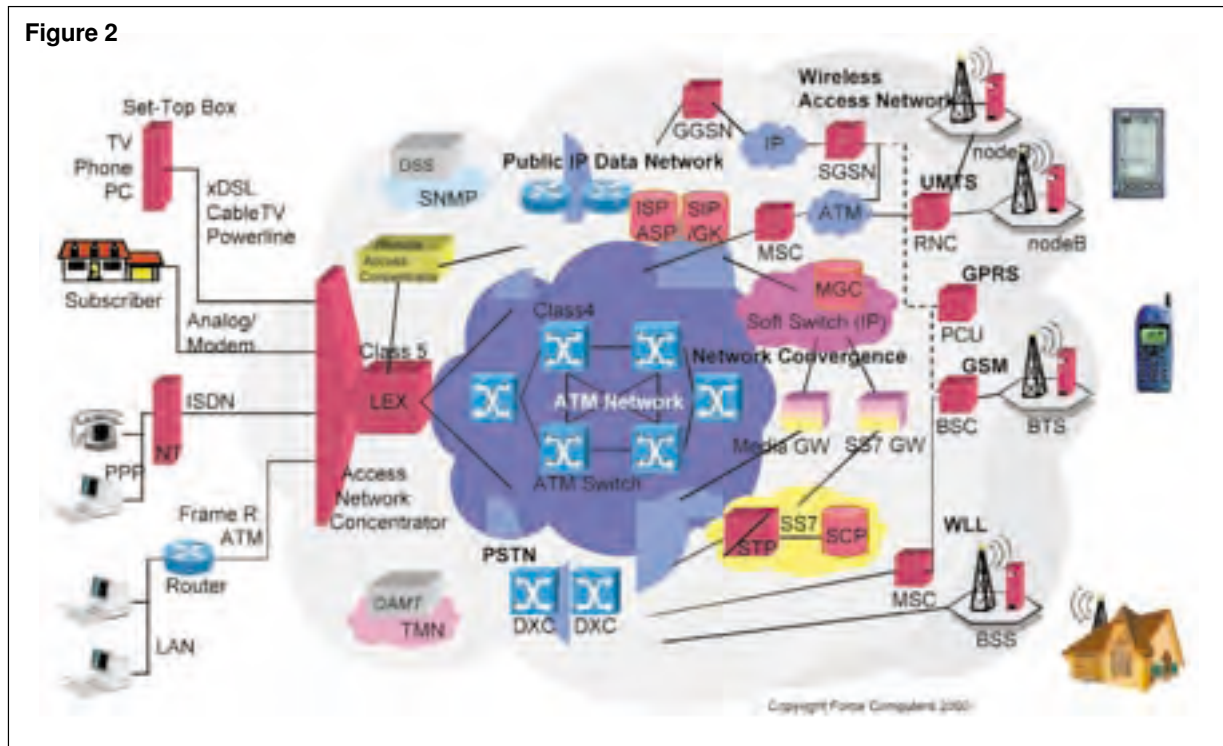 Figure 2
Set-Top Box
TV
Phone
PC
xDSL
CableTV
Powerline
Subscriber
Analog/
Modem
ISDN
NT
PPP
Frame R
ATM
Router
LAN
OSS
SNMP
Remote
Access
Concentrator
Class 5
LEX
Access
Network
Concentrator
Public IP Data Network
ISP
ASP
SIP
/GK
GGSN
IP
SGSN
Wireless
Access Network
nodeB
UMTS
MSC
ATM
RNC
nodeB
GPRS
MGC
Soft Switch (IP)
PCU
Class4
Network Convergence
GSM
ATM Network
BSC
BTS
Media GW
SS7 GW
ATM Switch
SS7
STP
SCP
PSTN
DXC
DXC
TMN
WLL
MSC
BSS
Copyright Force Computers 2000